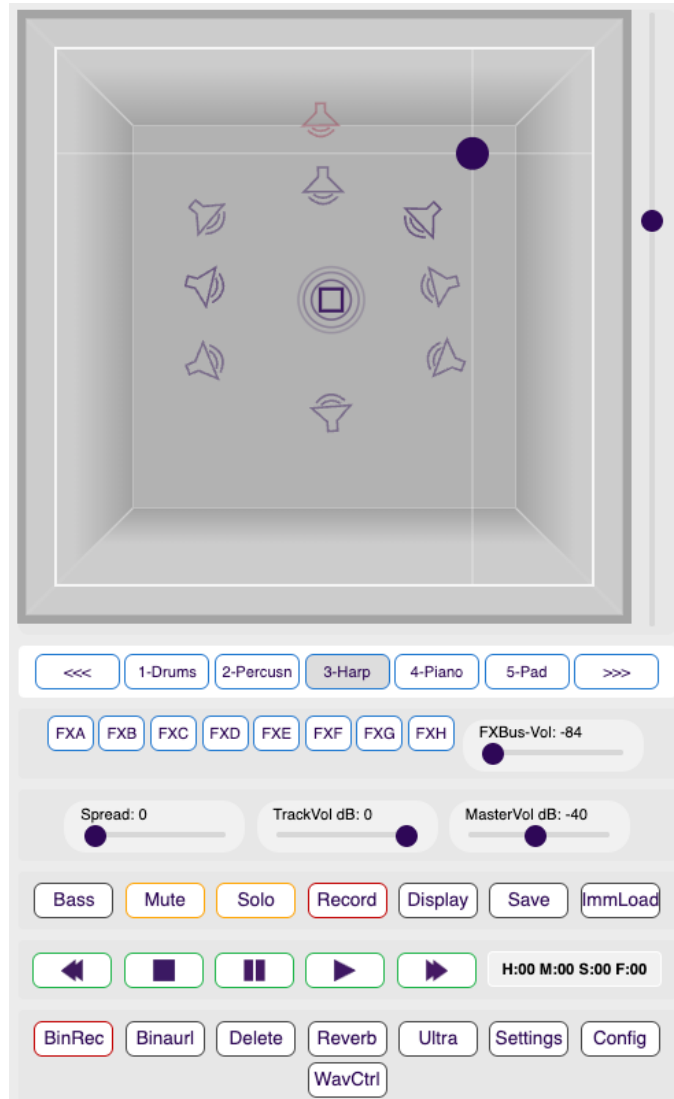 <<< 1-Drums 2-Percusn 3-Harp 4-Piano 5-Pad >>>
FXA FXB FXC FXD FXE FXF FXG FXH FXBus-Vol: -84
Spread: 0 TrackVol dB: 0 MasterVol dB: -40
Bass Mute Solo Record Display Save ImmLoad
H:00 M:00 S:00 F:00
BinRec Binaurl Delete Reverb Ultra Settings Config
WavCtrl